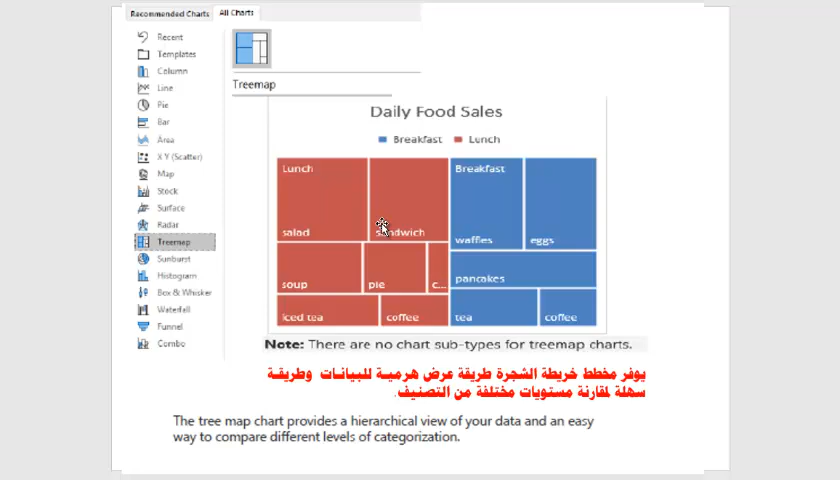 Recommended Charts All Charts
Recent
Templates
Column
Line
Pie
Bar
Area
X Y (Scatter)
Map
Stock
Surface
Radar
Treemap
Sunburst
Histogram
Box & Whisker
Waterfall
Funnel
Combo
Treemap
Daily Food Sales
Breakfast Lunch
Lunch
salad
sandwich
soup
pie
c...
iced tea
coffee
Breakfast
waffles
eggs
pancakes
tea
coffee
Note: There are no chart sub-types for treemap charts.
يوفر مخطط خريطة الشجرة طريقة عرض هرمية للبيانات وطريقة
سهلة لمقارنة مستويات مختلفة من التصنيف.
The tree map chart provides a hierarchical view of your data and an easy
way to compare different levels of categorization.